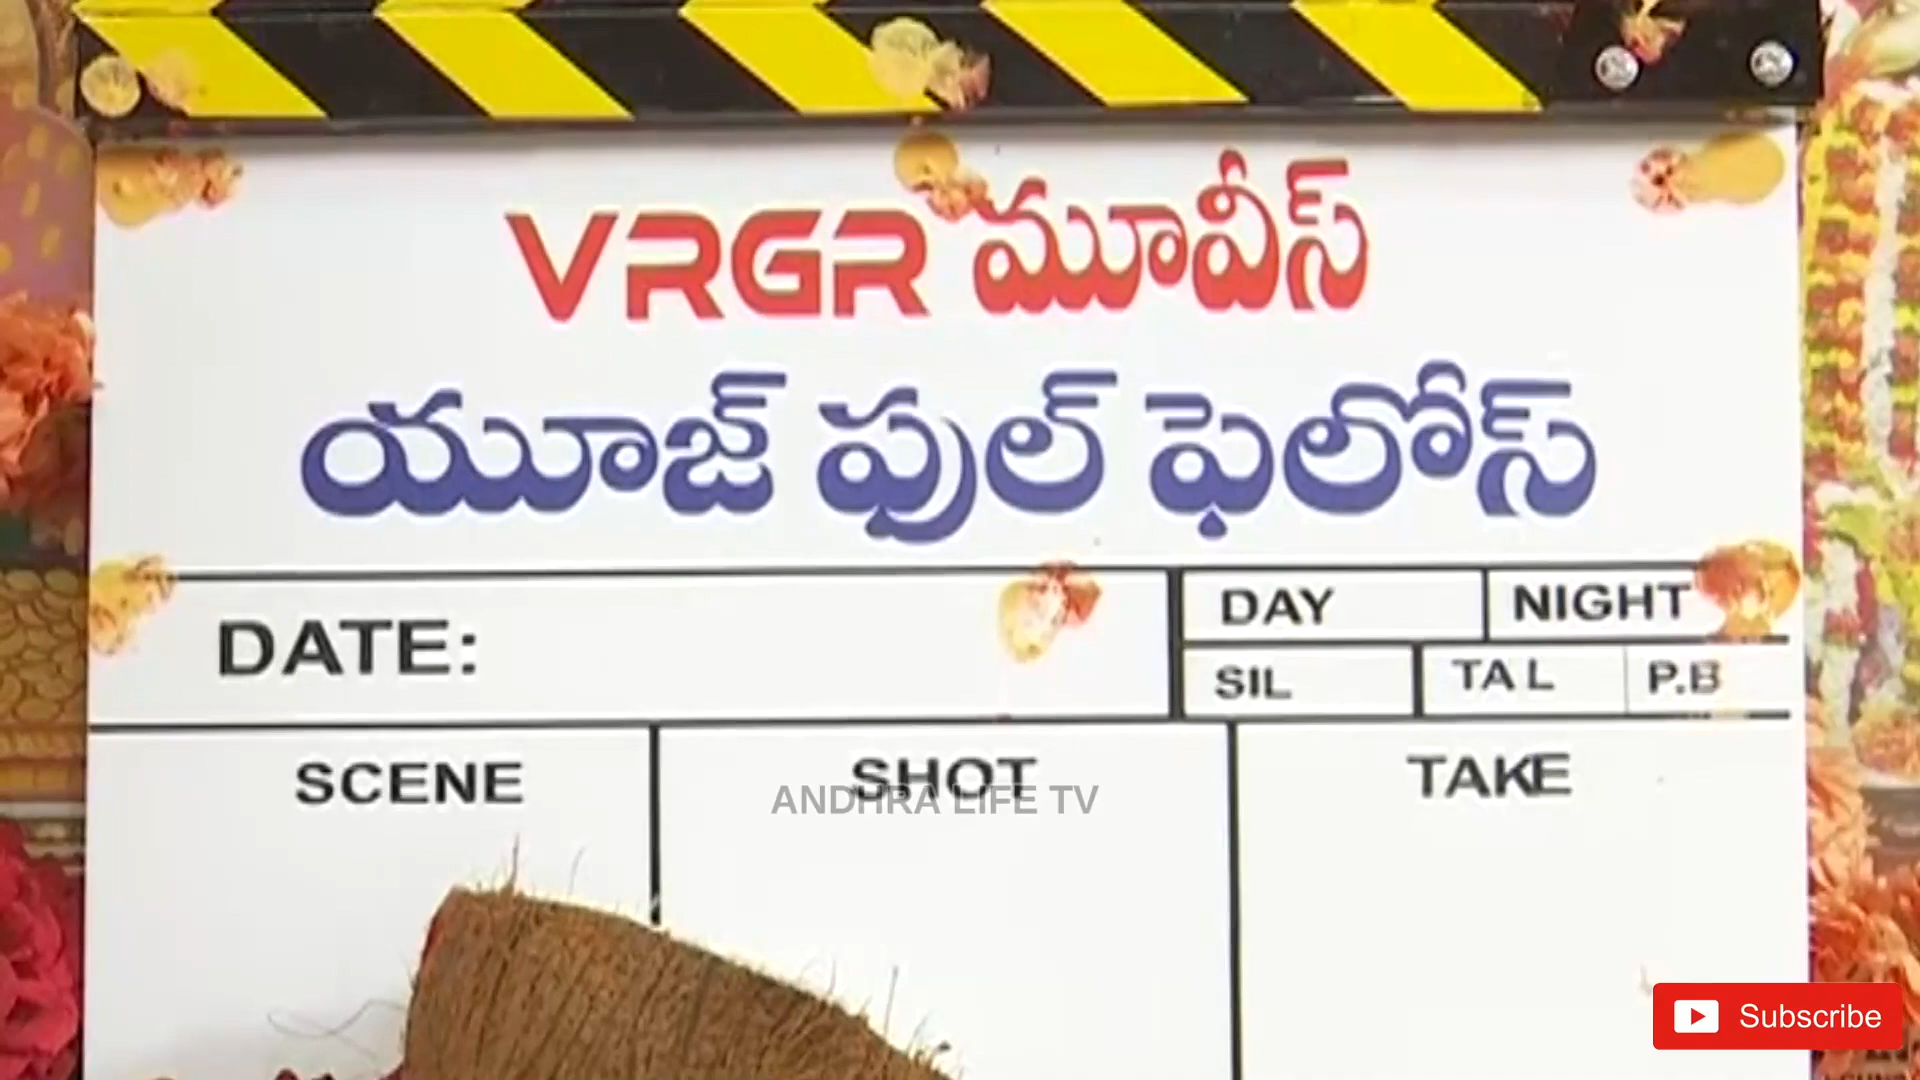 VRGR మూవీస్
యూజ్ ఫుల్ ఫెలోస్
DATE:
DAY NIGHT
SIL TAL P.B
SCENE SHOT TAKE
ANDHRA LIFE TV
Subscribe